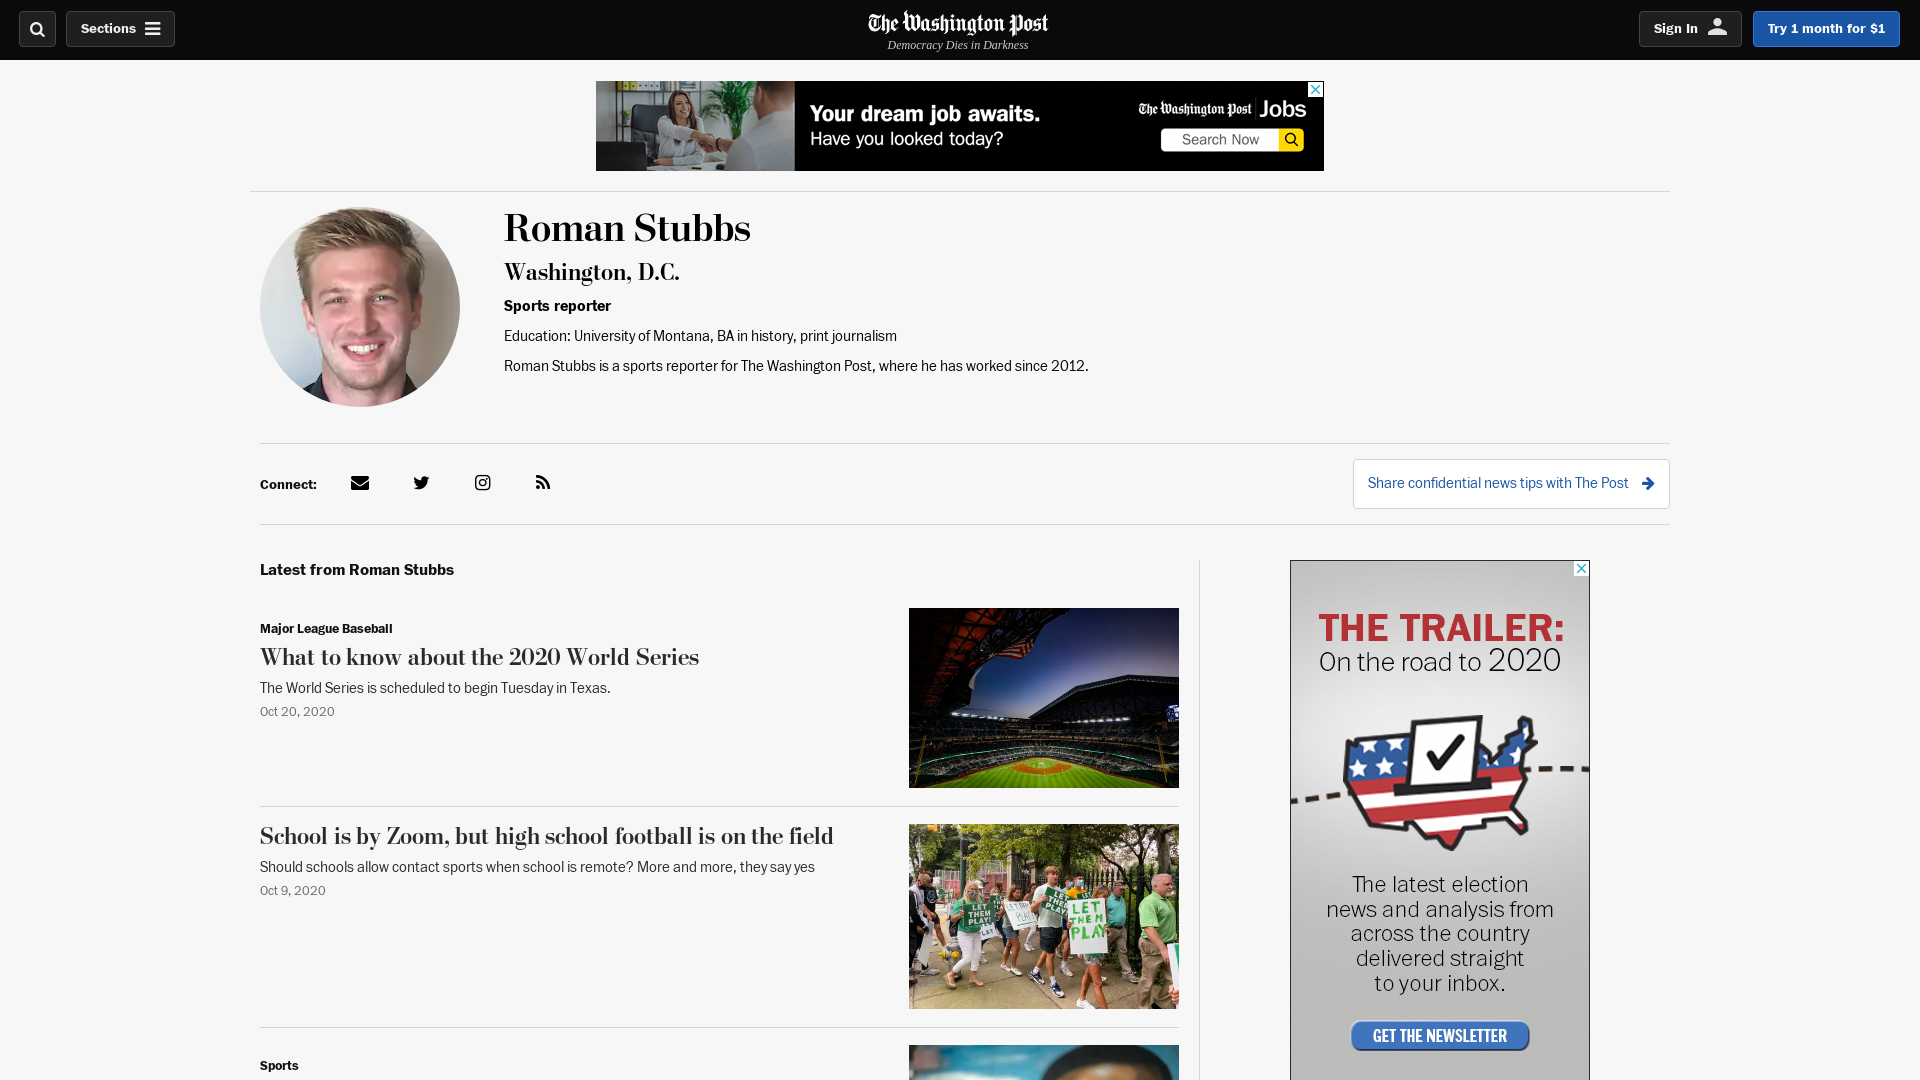 Sections
The Washington Post
Democracy Dies in Darkness
Sign In
Try 1 month for $1
Your dream job awaits.
Have you looked today?
The Washington Post Jobs
Search Now
Roman Stubbs
Washington, D.C.
Sports reporter
Education: University of Montana, BA in history, print journalism
Roman Stubbs is a sports reporter for The Washington Post, where he has worked since 2012.
Connect:
Share confidential news tips with The Post
Latest from Roman Stubbs
Major League Baseball
What to know about the 2020 World Series
The World Series is scheduled to begin Tuesday in Texas.
Oct 20, 2020
School is by Zoom, but high school football is on the field
Should schools allow contact sports when school is remote? More and more, they say yes
Oct 9, 2020
LET
THEM
PLAY!
LET
THEM
PLAY
Sports
THE TRAILER:
On the road to 2020
The latest election
news and analysis from
across the country
delivered straight
to your inbox.
GET THE NEWSLETTER